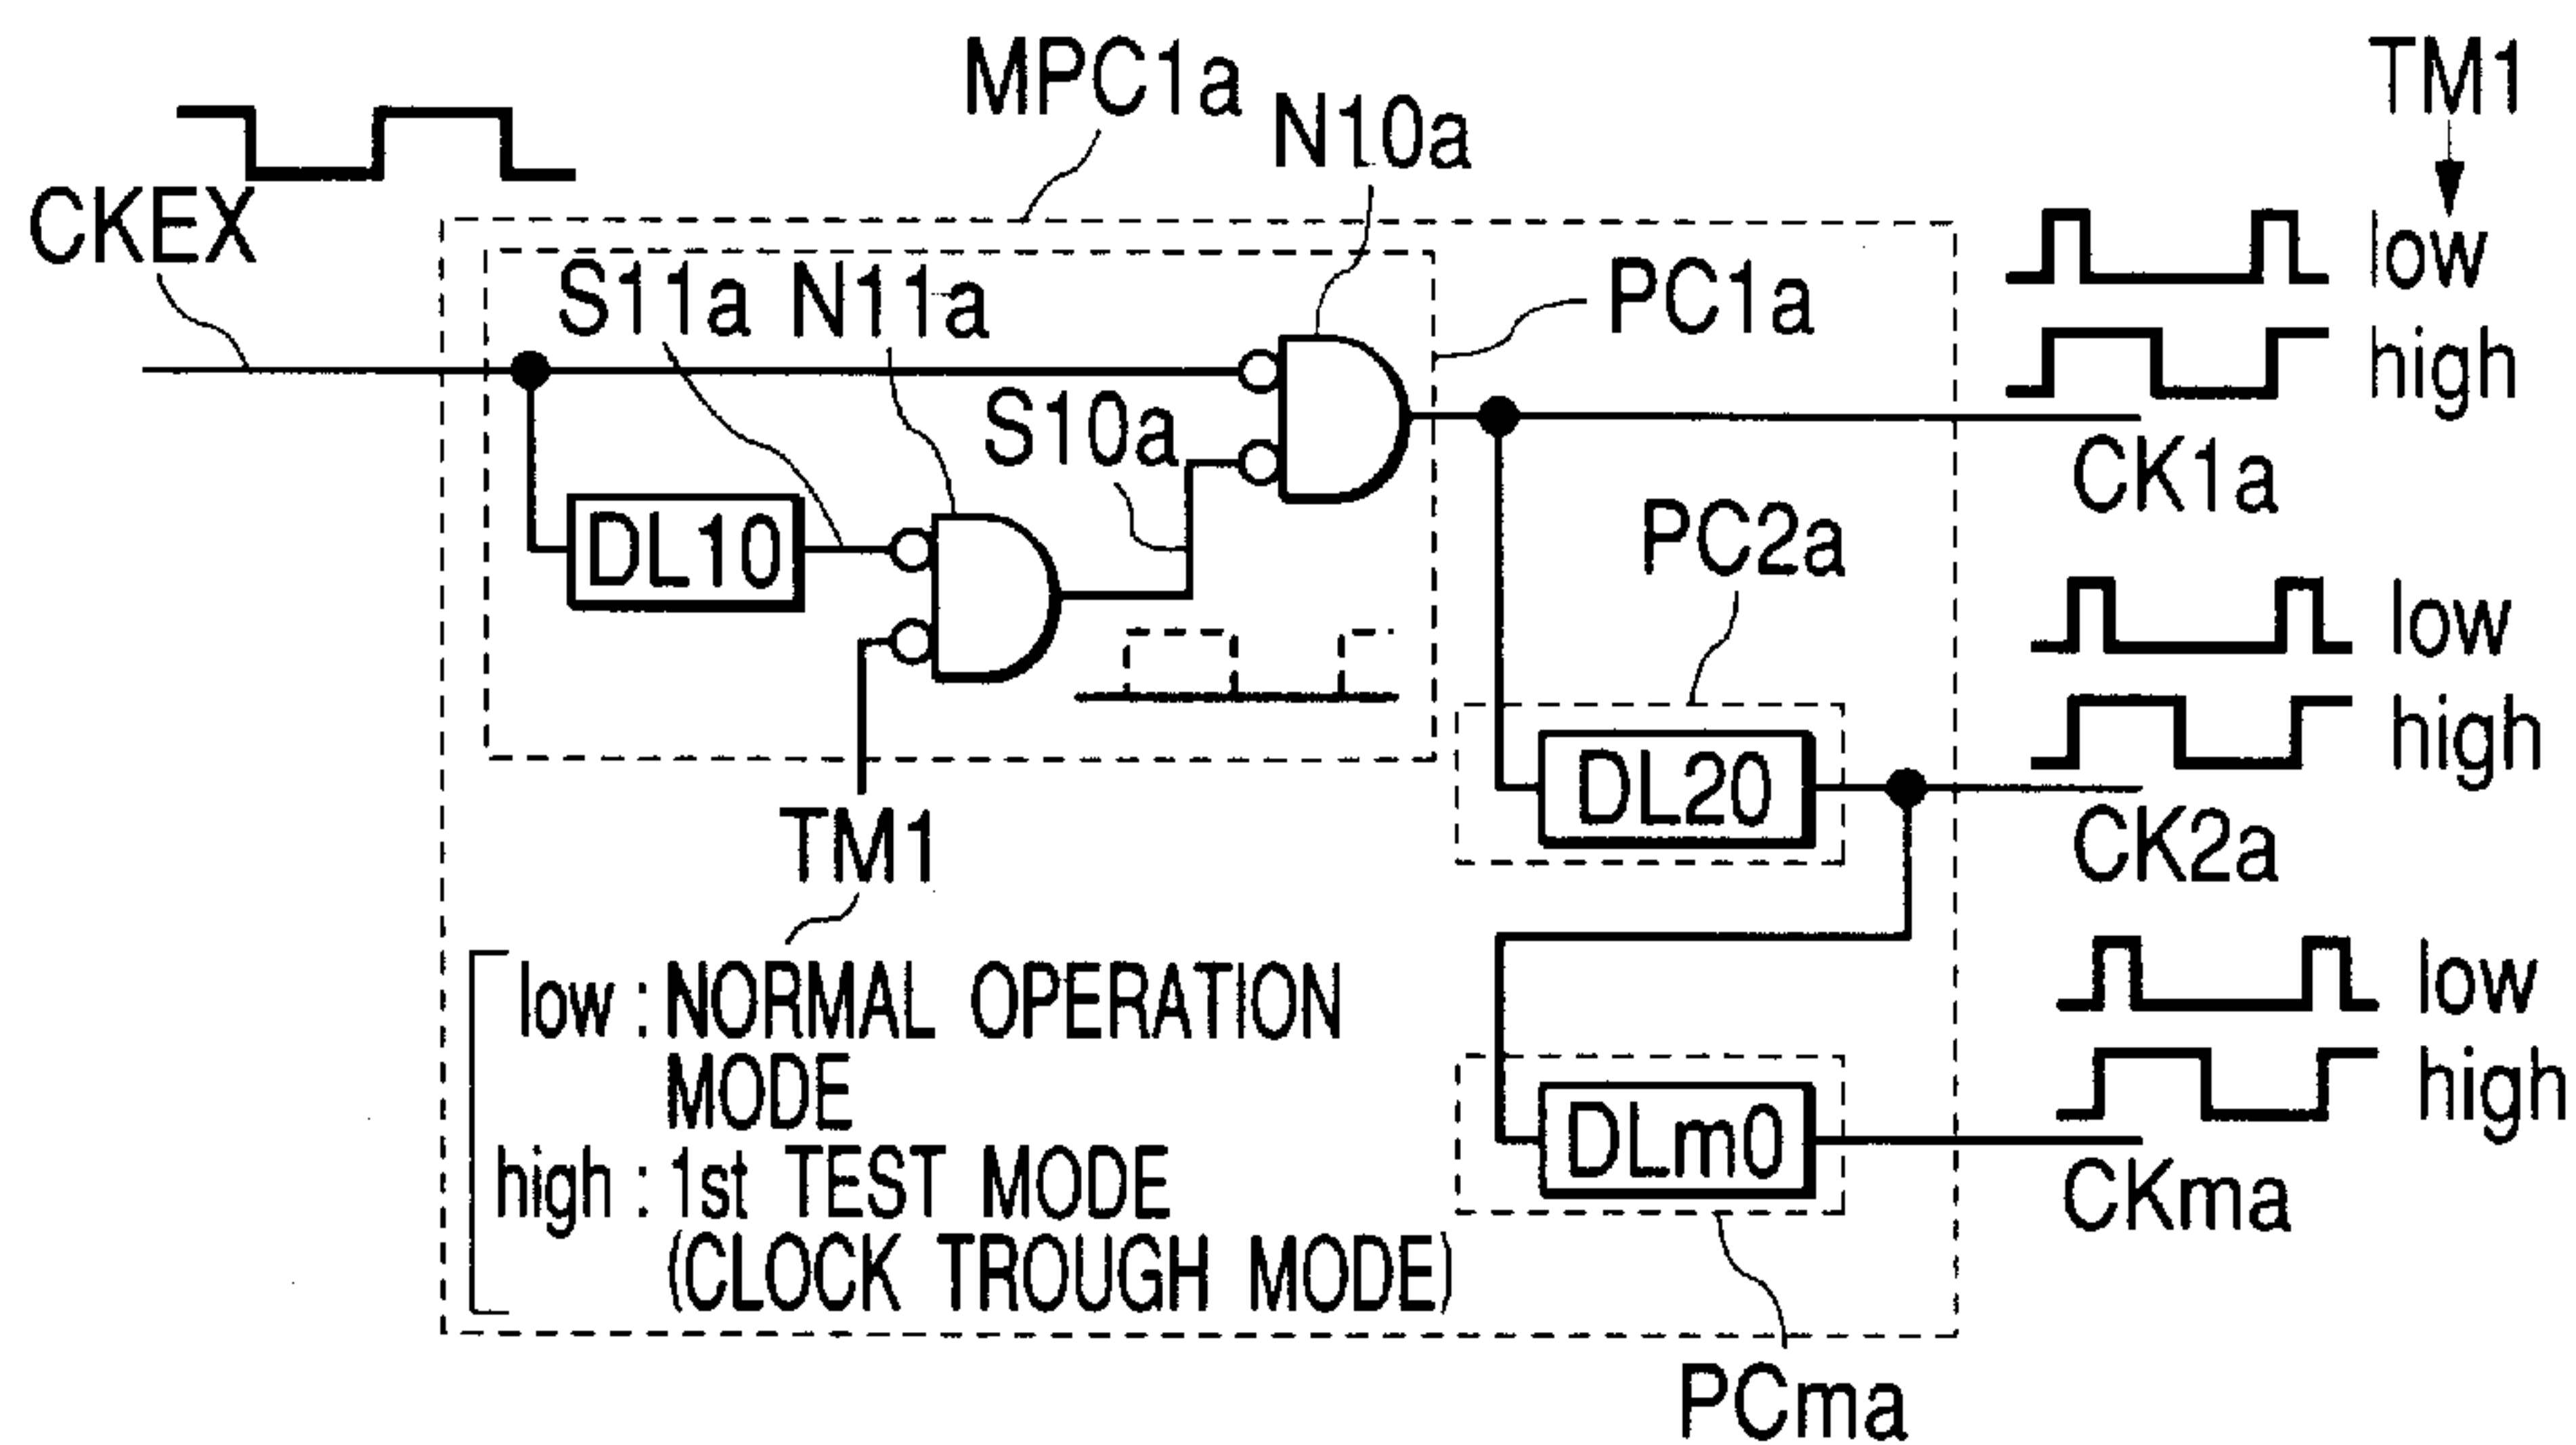 MPC1a
TM1
N10a
CKEX
low
S11a N11a
PC1a
high
S10a
CK1a
DL10
PC2a
low
high
DL20
TM1
CK2a
low : NORMAL OPERATION
MODE
low
high : 1st TEST MODE
(CLOCK TROUGH MODE)
high
DLm0
CKma
PCma